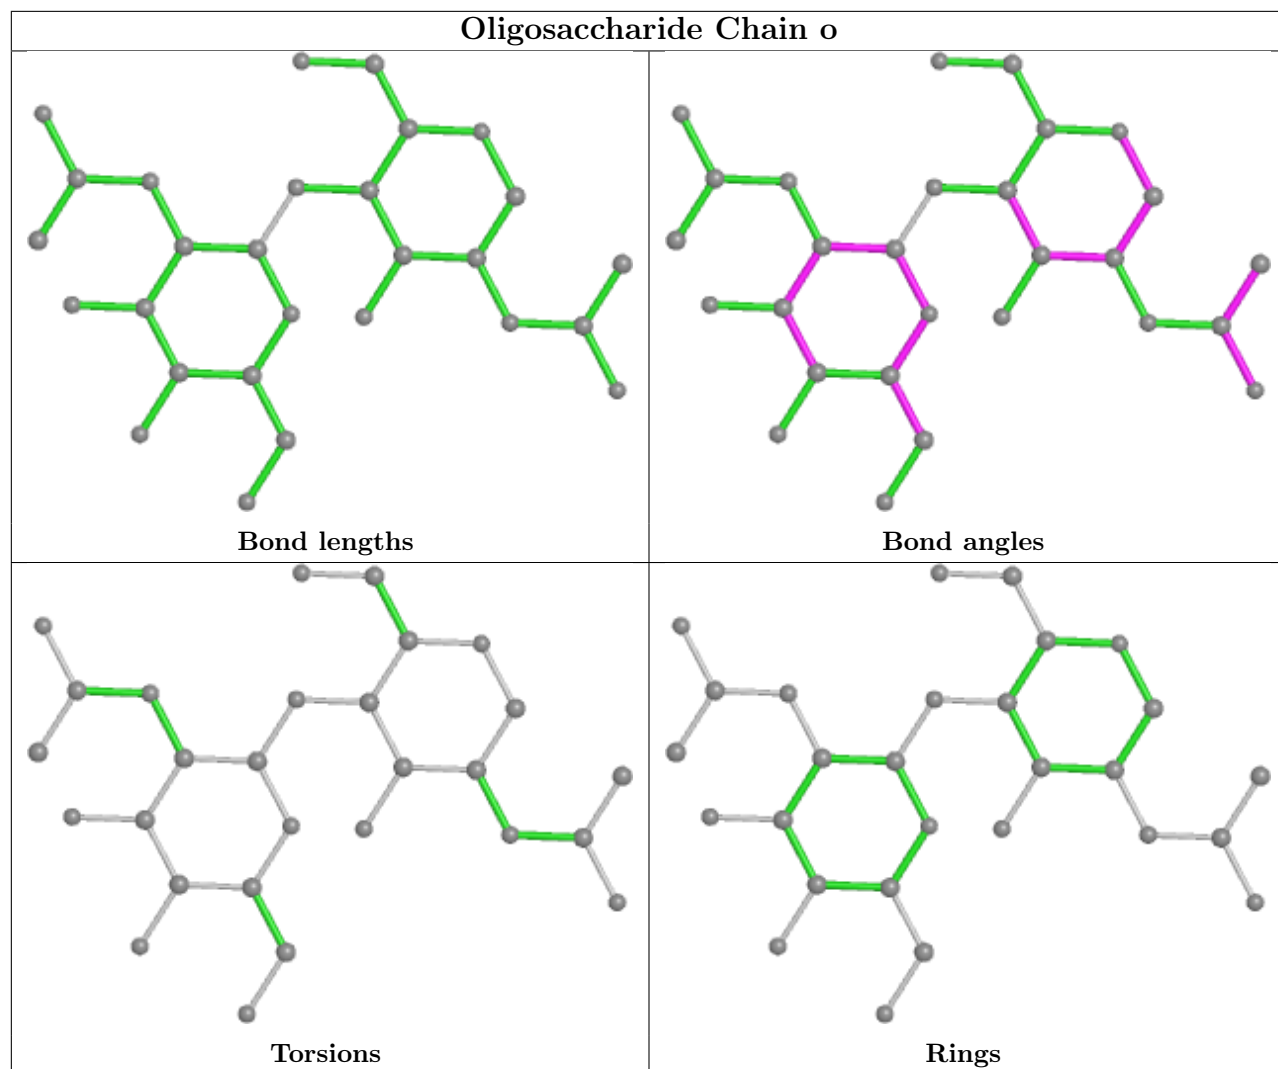 Oligosaccharide Chain o
Bond lengths
Bond angles
Torsions
Rings